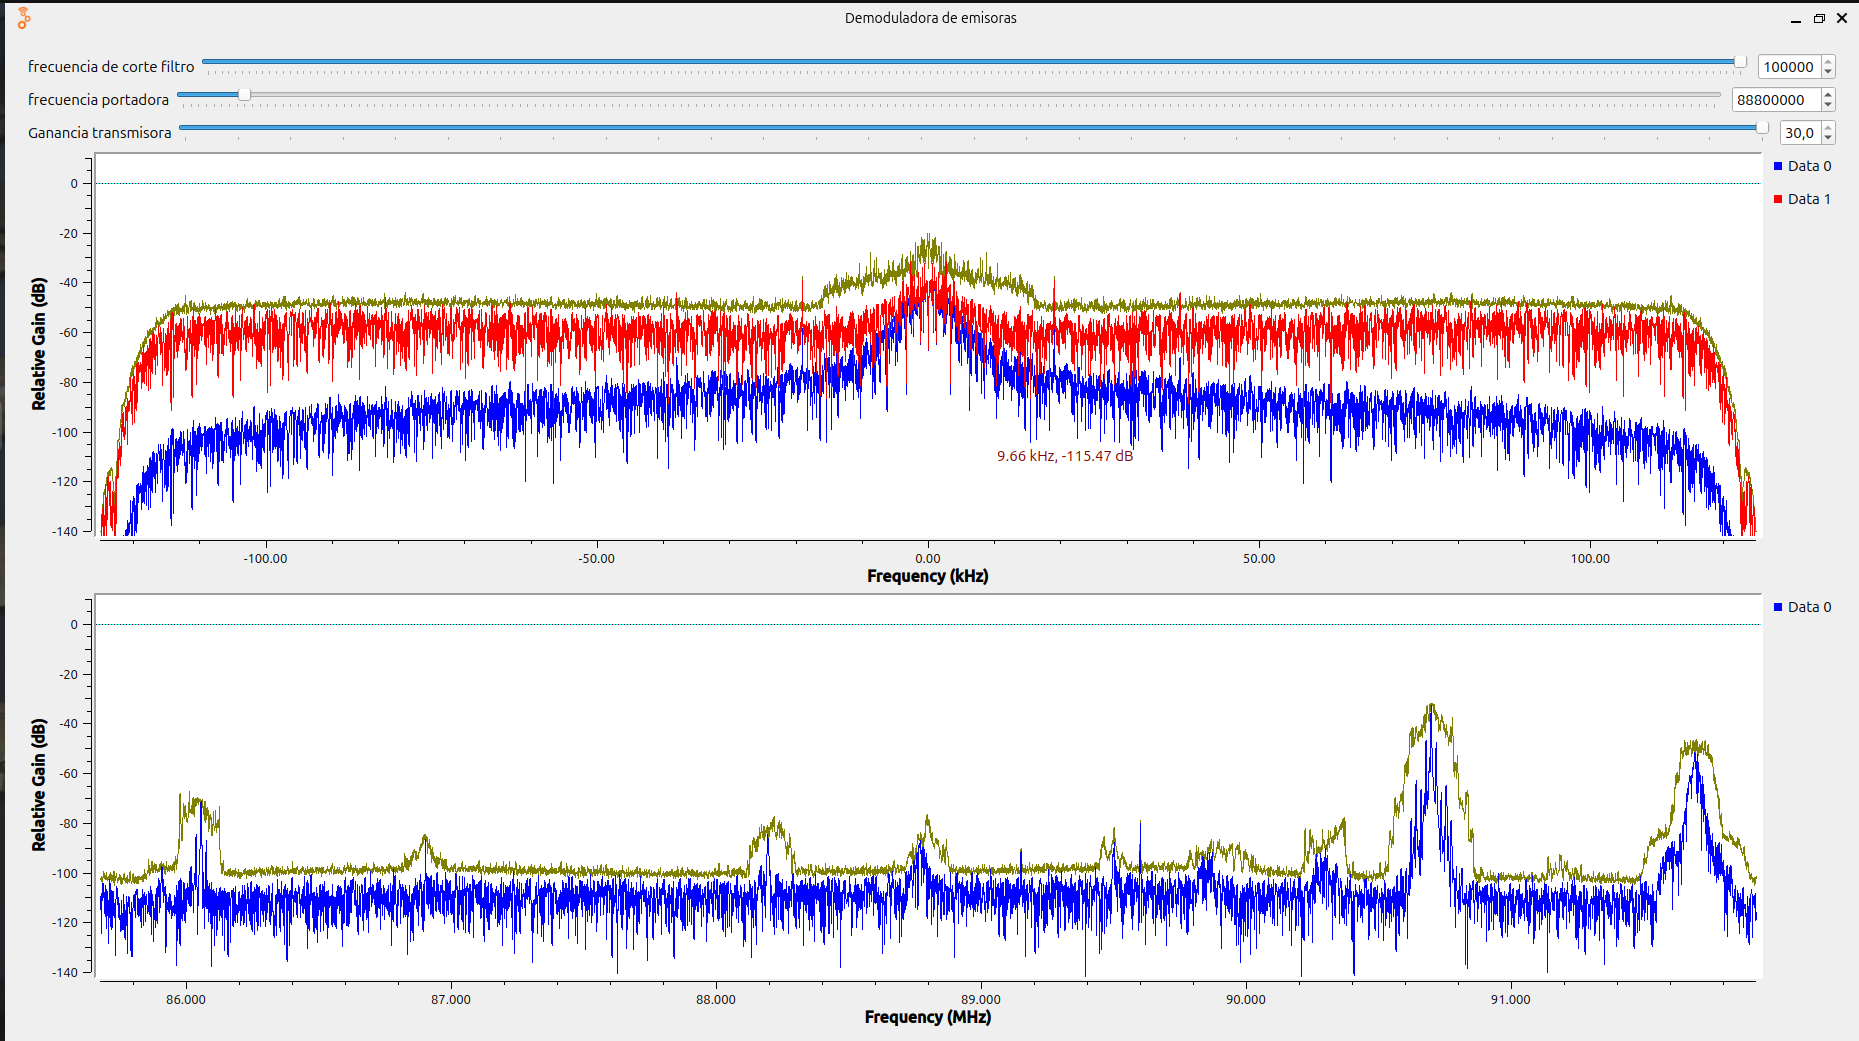 Demoduladora de emisoras
frecuencia de corte filtro 100000
frecuencia portadora 88800000
Ganancia transmisora 30,0
Data 0
Data 1
Relative Gain (dB)
0
-20
-40
-60
-80
-100
-120
-140
9.66 kHz, -115.47 dB
-100.00 -50.00 0.00 50.00 100.00
Frequency (kHz)
Data 0
Relative Gain (dB)
0
-20
-40
-60
-80
-100
-120
-140
86.000 87.000 88.000 89.000 90.000 91.000
Frequency (MHz)